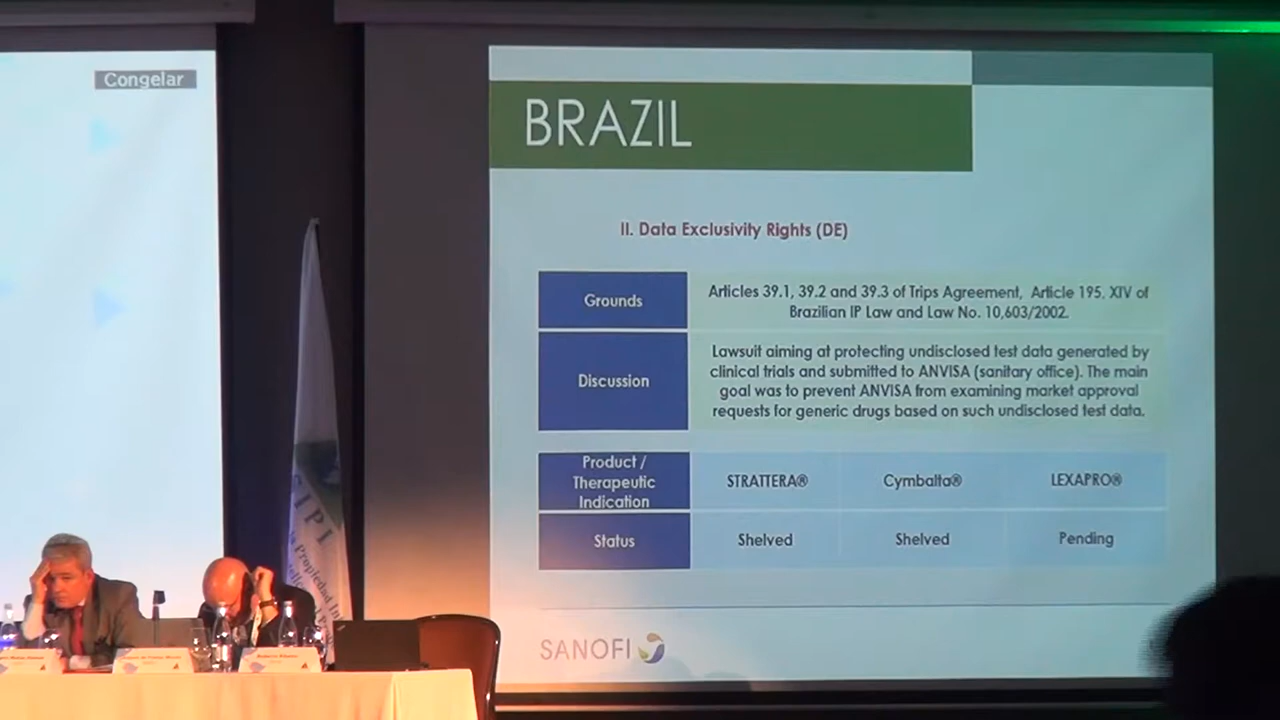 Congelar
BRAZIL
II. Data Exclusivity Rights (DE)
Grounds
Articles 39.1, 39.2 and 39.3 of Trips Agreement, Article 195, XIV of
Brazilian IP Law and Law No. 10,603/2002.
Discussion
Lawsuit aiming at protecting undisclosed test data generated by
clinical trials and submitted to ANVISA (sanitary office). The main
goal was to prevent ANVISA from examining market approval
requests for generic drugs based on such undisclosed test data.
Product /
Therapeutic
Indication
STRATTERA®
Cymbalta®
LEXAPRO®
Status
Shelved
Shelved
Pending
SANOFI
SIPI
Propiedad